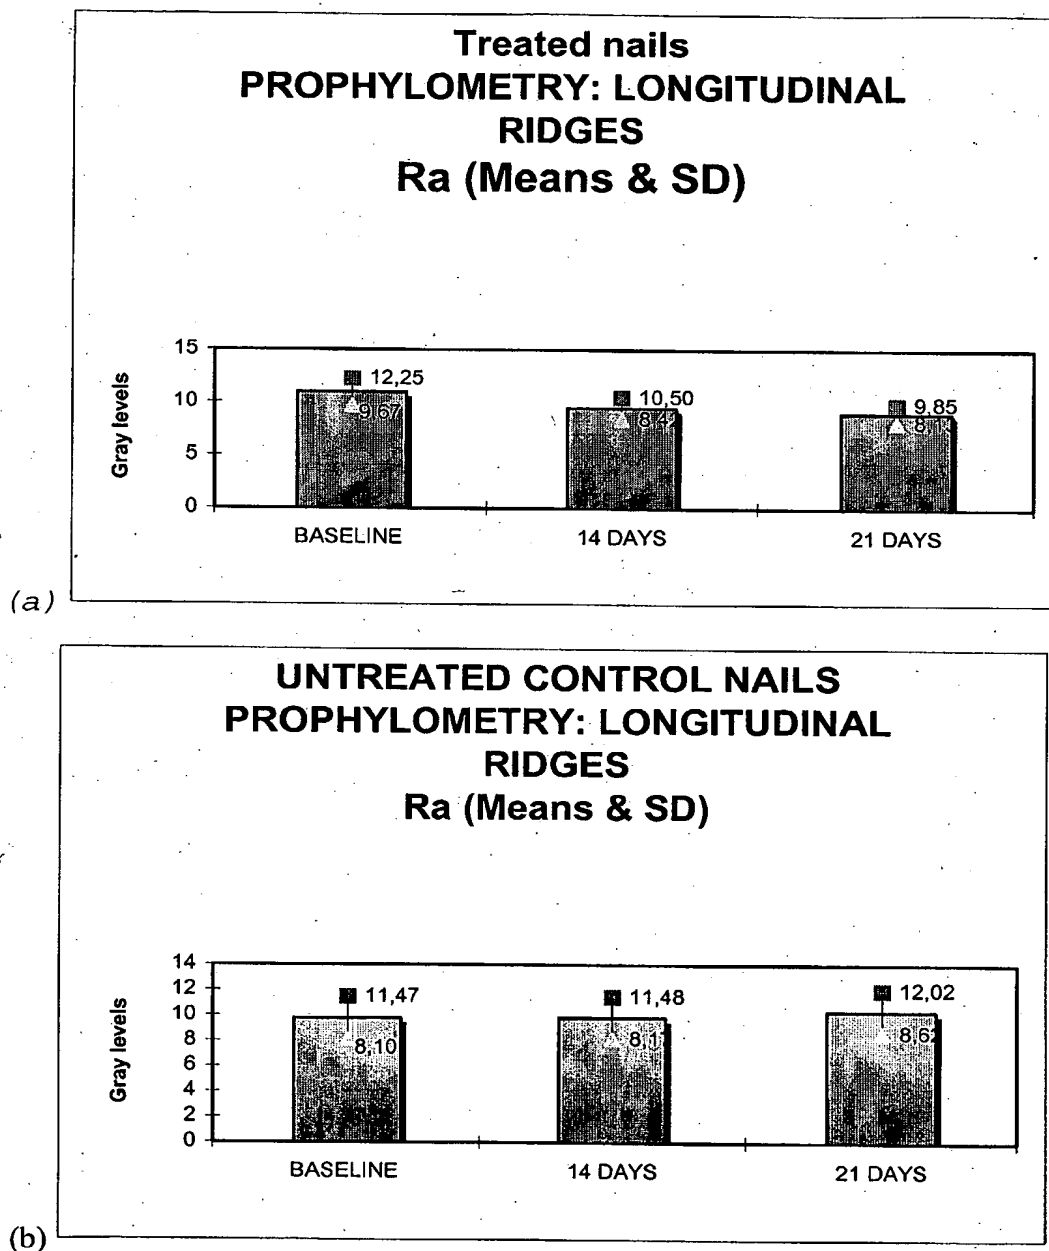 Treated nails
PROPHYLOMETRY: LONGITUDINAL
RIDGES
Ra (Means & SD)
Gray levels
15
10
5
0
12,25
9,67
10,50
8,42
9,85
BASELINE
14 DAYS
21 DAYS
(a)
UNTREATED CONTROL NAILS
PROPHYLOMETRY: LONGITUDINAL
RIDGES
Ra (Means & SD)
Gray levels
14
12
10
8
6
4
2
0
11,47
8,10
11,48
12,02
8,62
BASELINE
14 DAYS
21 DAYS
(b)